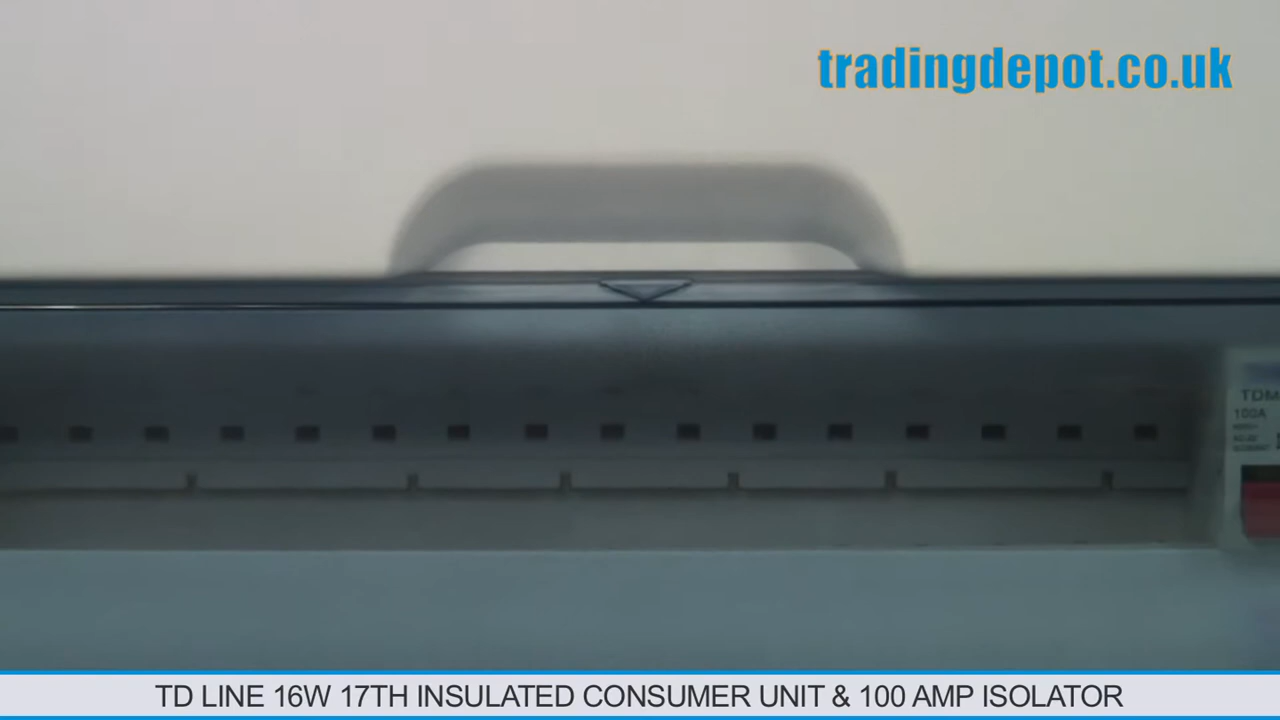 tradingdepot.co.uk
TDM
100A
TD LINE 16W 17TH INSULATED CONSUMER UNIT & 100 AMP ISOLATOR